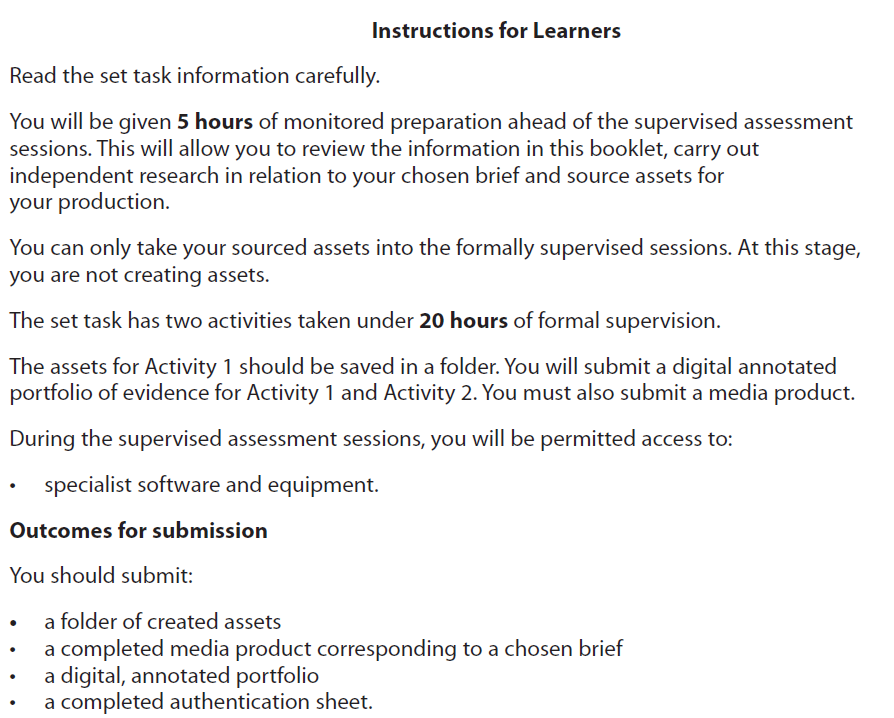 Instructions for Learners
Read the set task information carefully.
You will be given 5 hours of monitored preparation ahead of the supervised assessment
sessions. This will allow you to review the information in this booklet, carry out
independent research in relation to your chosen brief and source assets for
your production.
You can only take your sourced assets into the formally supervised sessions. At this stage,
you are not creating assets.
The set task has two activities taken under 20 hours of formal supervision.
The assets for Activity 1 should be saved in a folder. You will submit a digital annotated
portfolio of evidence for Activity 1 and Activity 2. You must also submit a media product.
During the supervised assessment sessions, you will be permitted access to:
• specialist software and equipment.
Outcomes for submission
You should submit:
• a folder of created assets
• a completed media product corresponding to a chosen brief
• a digital, annotated portfolio
• a completed authentication sheet.